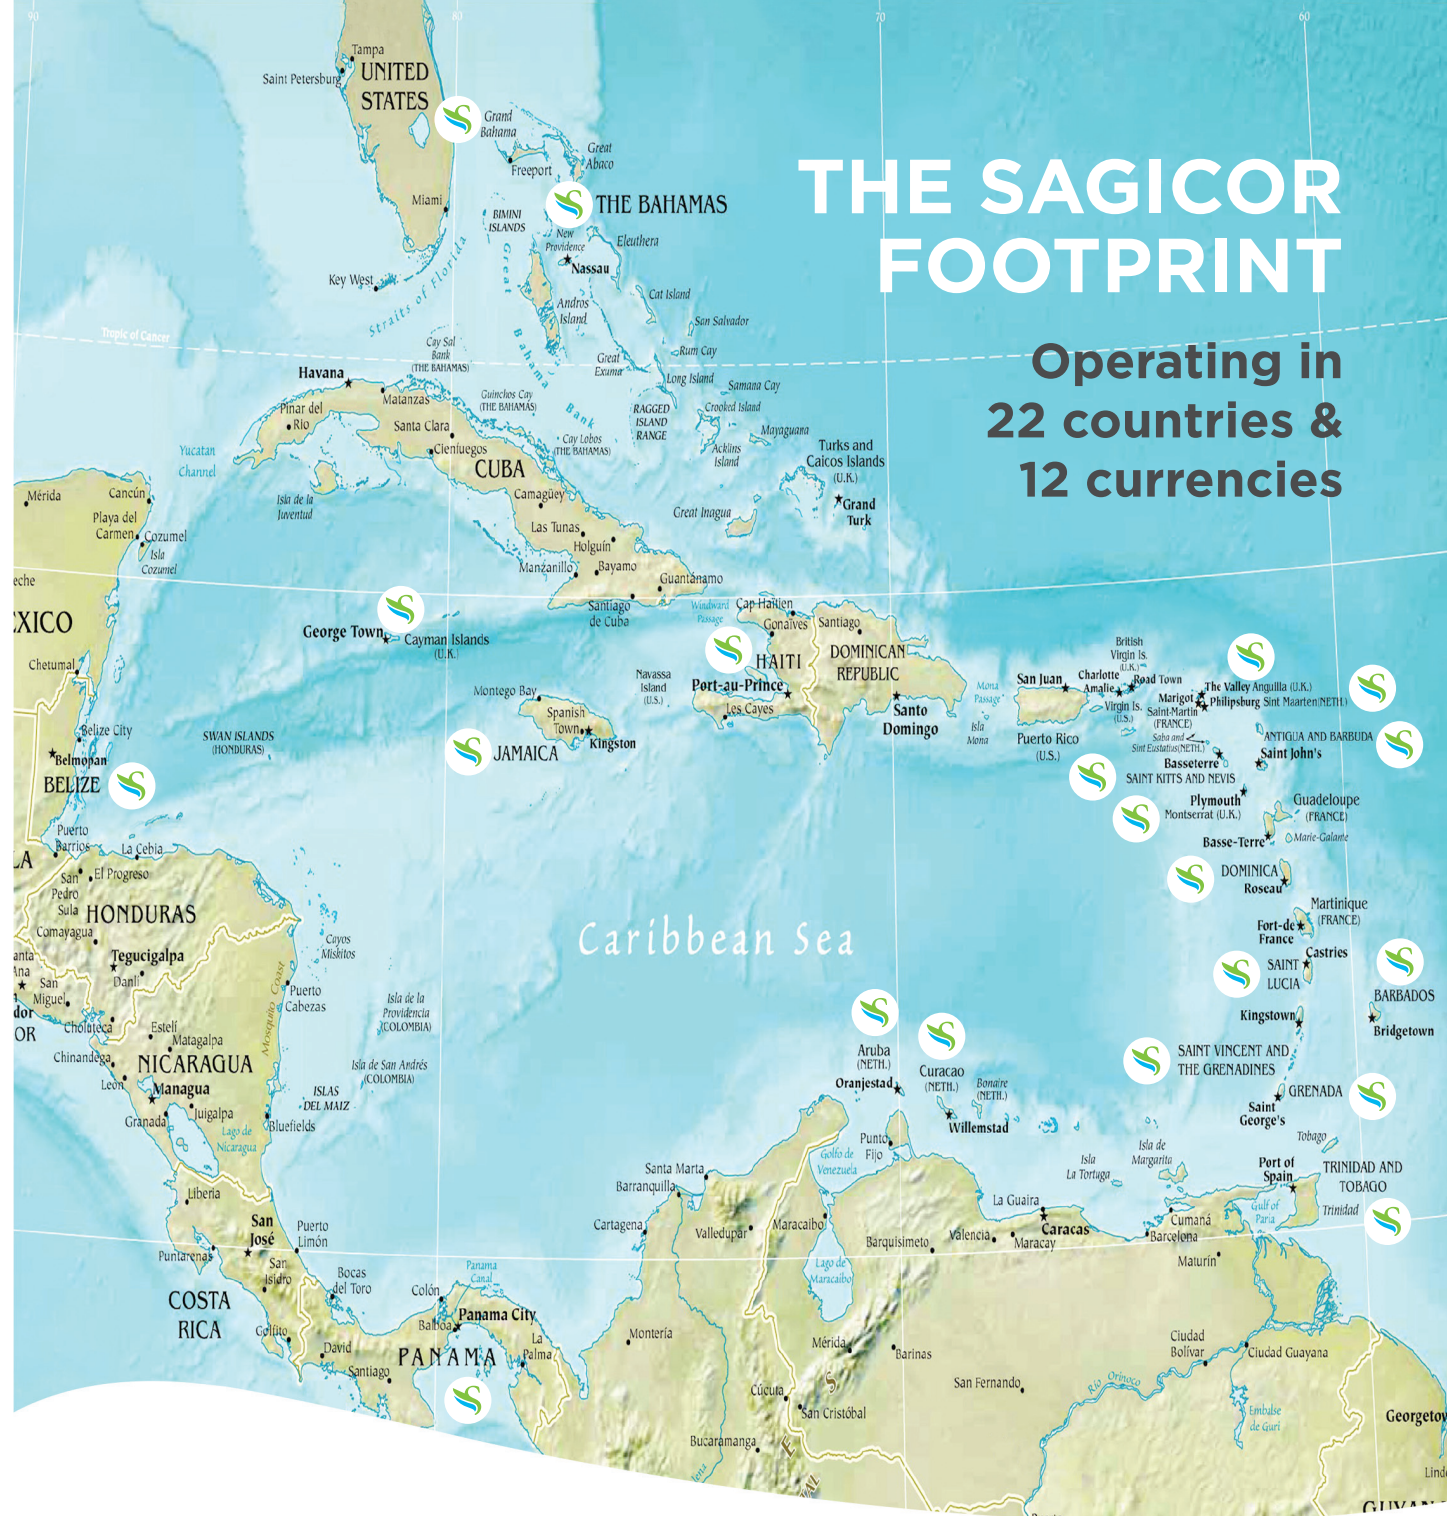 90
80
70
60
THE SAGICOR
FOOTPRINT
Operating in
22 countries &
12 currencies
Tampa
Saint Petersburg
UNITED
STATES
Grand
Bahama
Great
Abaco
Freeport
Miami
BIMINI
ISLANDS
THE BAHAMAS
New
Providence
Nassau
Eleuthera
Key West
Straits of Florida
Great Bahama Bank
Andros
Island
Cat Island
San Salvador
Tropic of Cancer
Cay Sal
Bank
(THE BAHAMAS)
Great
Exuma
Rum Cay
Long Island
Samana Cay
Havana
Matanzas
Guinchos Cay
(THE BAHAMAS)
RAGGED
ISLAND
RANGE
Crooked Island
Pinar del
Rio
Santa Clara
Cay Lobos
(THE BAHAMAS)
Acklins
Island
Mayaguana
Yucatan
Channel
Cienfuegos
CUBA
Turks and
Caicos Islands
(U.K.)
Grand
Turk
Mérida
Cancún
Isla de la
Juventud
Camagüey
Great Inagua
Playa del
Carmen
Cozumel
Isla
Cozumel
Las Tunas
Holguín
Manzanillo
Bayamo
Guantánamo
eche
XICO
Santiago
de Cuba
Windward
Passage
Cap-Haïtien
Gonaïves
Santiago
George Town
Cayman Islands
(U.K.)
HAITI
DOMINICAN
REPUBLIC
Chetumal
Navassa
Island
(U.S.)
Port-au-Prince
Les Cayes
Santo
Domingo
Mona
Passage
Isla
Mona
San Juan
Puerto Rico
(U.S.)
British
Virgin Is.
(U.K.)
Charlotte
Amalie
Road Town
Virgin Is.
(U.S.)
The Valley
Anguilla (U.K.)
Marigot
Philipsburg
Sint Maarten(NETH.)
Saint-Martin
(FRANCE)
Saba and
Sint Eustatius(NETH.)
ANTIGUA AND BARBUDA
Saint John's
Basseterre
SAINT KITTS AND NEVIS
Montego Bay
Spanish
Town
Kingston
JAMAICA
Belize City
Belmopan
BELIZE
SWAN ISLANDS
(HONDURAS)
Plymouth
Montserrat (U.K.)
Guadeloupe
(FRANCE)
Basse-Terre
Marie-Galante
Puerto
Barrios
LA
La Cebia
San
Pedro
Sula
El Progreso
DOMINICA
Roseau
HONDURAS
Comayagua
Martinique
(FRANCE)
Fort-de
France
Caribbean Sea
Cayos
Miskitos
Tegucigalpa
Danlí
anta
Ana
San
Miguel
Castries
SAINT
LUCIA
BARBADOS
Bridgetown
Mosquito Coast
Puerto
Cabezas
Isla de la
Providencia
(COLOMBIA)
dor
OR
Choluteca
Estelí
Matagalpa
Kingstown
Chinandega
NICARAGUA
Isla de San Andrés
(COLOMBIA)
Aruba
(NETH.)
Oranjestad
Curacao
(NETH.)
Bonaire
(NETH.)
Willemstad
SAINT VINCENT AND
THE GRENADINES
León
Managua
ISLAS
DEL MAIZ
Granada
Juigalpa
Lago de
Nicaragua
Bluefields
GRENADA
Saint
George's
Punto
Fijo
Golfo de
Venezuela
Isla
La Tortuga
Isla de
Margarita
Tobago
Port of
Spain
TRINIDAD AND
TOBAGO
Trinidad
Gulf of
Paria
Santa Marta
Barranquilla
Liberia
La Guaira
Cartagena
Valledupar
Maracaibo
Barquisimeto
Valencia
Maracay
Caracas
Cumaná
Barcelona
Maturín
San
José
Puerto
Limón
Puntarenas
San
Isidro
Bocas
del Toro
Colón
Panama
Canal
Lago de
Maracaibo
COSTA
RICA
Golfito
Balboa
Panama City
David
PANAMA
La
Palma
Santiago
Montería
Mérida
Barinas
Ciudad
Bolívar
Ciudad Guayana
Cúcuta
San Cristóbal
San Fernando
Río Orinoco
Embalse
de Guri
Bucaramanga
Georgetow
Lind
GUYANA